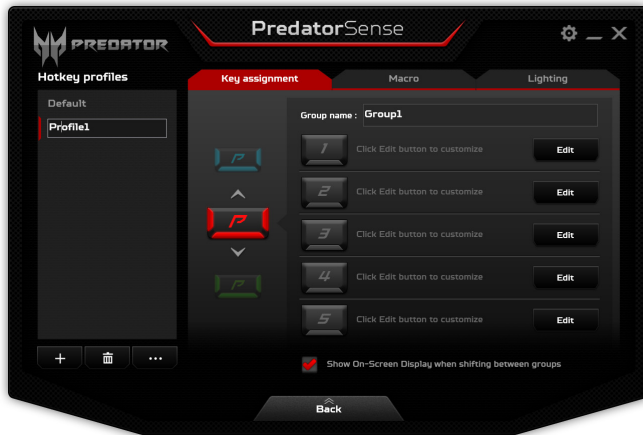 PredatorSense
PREDATOR
Hotkey profiles
Key assignment
Macro
Lighting
Default
Profile1
Group name : Group1
1 Click Edit button to customize Edit
2 Click Edit button to customize Edit
3 Click Edit button to customize Edit
4 Click Edit button to customize Edit
5 Click Edit button to customize Edit
P
P
P
Show On-Screen Display when shifting between groups
Back